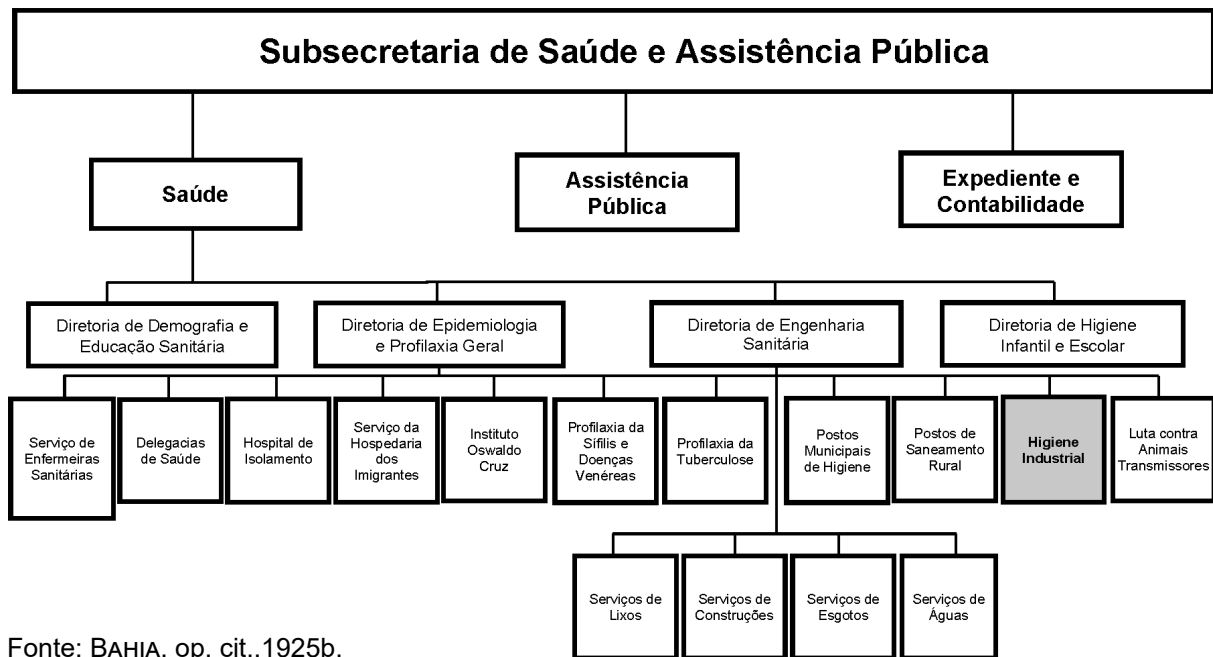 Subsecretaria de Saúde e Assistência Pública
Saúde
Assistência
Pública
Expediente e
Contabilidade
Diretoria de Demografia e
Educação Sanitária
Diretoria de Epidemiologia
e Profilaxia Geral
Diretoria de Engenharia
Sanitária
Diretoria de Higiene
Infantil e Escolar
Serviço de
Enfermeiras
Sanitárias
Delegacias
de Saúde
Hospital de
Isolamento
Serviço da
Hospedaria
dos
Imigrantes
Instituto
Oswaldo
Cruz
Profilaxia da
Sífilis e
Doenças
Venéreas
Profilaxia da
Tuberculose
Postos
Municipais
de Higiene
Postos de
Saneamento
Rural
Higiene
Industrial
Luta contra
Animais
Transmissores
Serviços de
Lixos
Serviços de
Construções
Serviços de
Esgotos
Serviços de
Águas
Fonte: BAHIA, op. cit.,1925b.